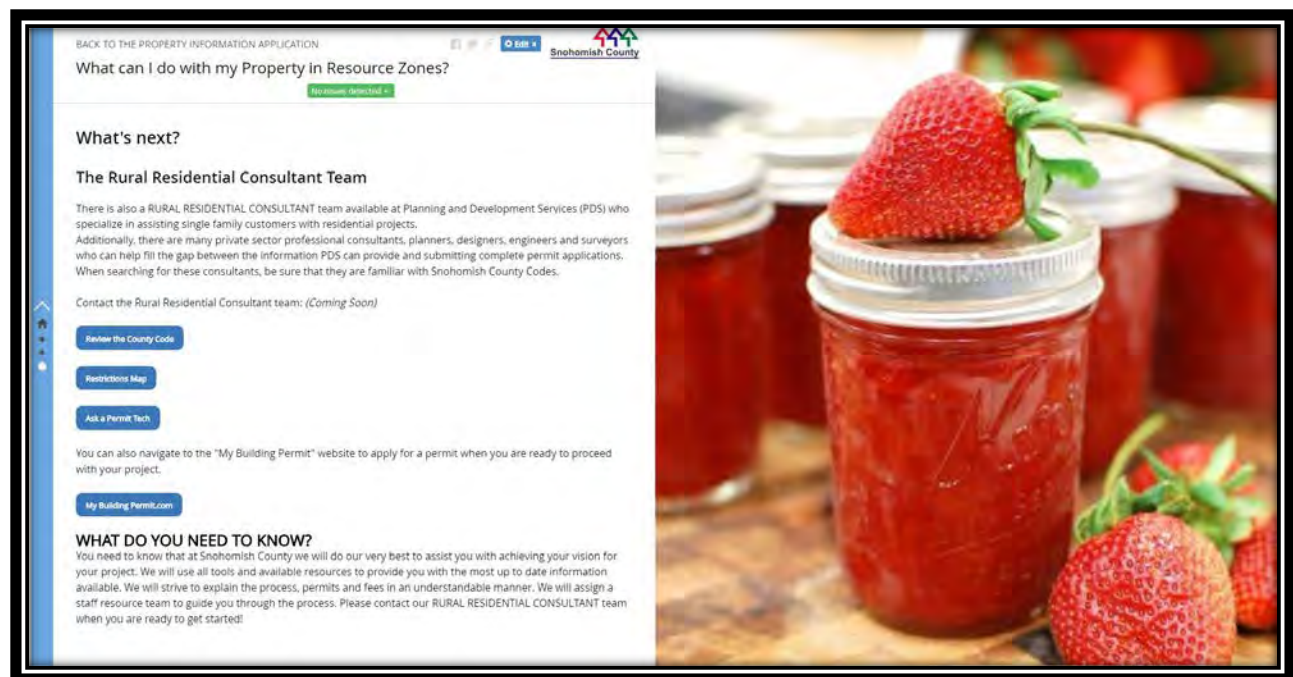 BACK TO THE PROPERTY INFORMATION APPLICATION
Edit x
Snohomish County
What can I do with my Property in Resource Zones?
No issues detected
What's next?
The Rural Residential Consultant Team
There is also a RURAL RESIDENTIAL CONSULTANT team available at Planning and Development Services (PDS) who
specialize in assisting single family customers with residential projects.
Additionally, there are many private sector professional consultants, planners, designers, engineers and surveyors
who can help fill the gap between the information PDS can provide and submitting complete permit applications.
When searching for these consultants, be sure that they are familiar with Snohomish County Codes.
Contact the Rural Residential Consultant team: (Coming Soon)
Review the County Code
Restrictions Map
Ask a Permit Tech
You can also navigate to the "My Building Permit" website to apply for a permit when you are ready to proceed
with your project.
My Building Permit.com
WHAT DO YOU NEED TO KNOW?
You need to know that at Snohomish County we will do our very best to assist you with achieving your vision for
your project. We will use all tools and available resources to provide you with the most up to date information
available. We will strive to explain the process, permits and fees in an understandable manner. We will assign a
staff resource team to guide you through the process. Please contact our RURAL RESIDENTIAL CONSULTANT team
when you are ready to get started!